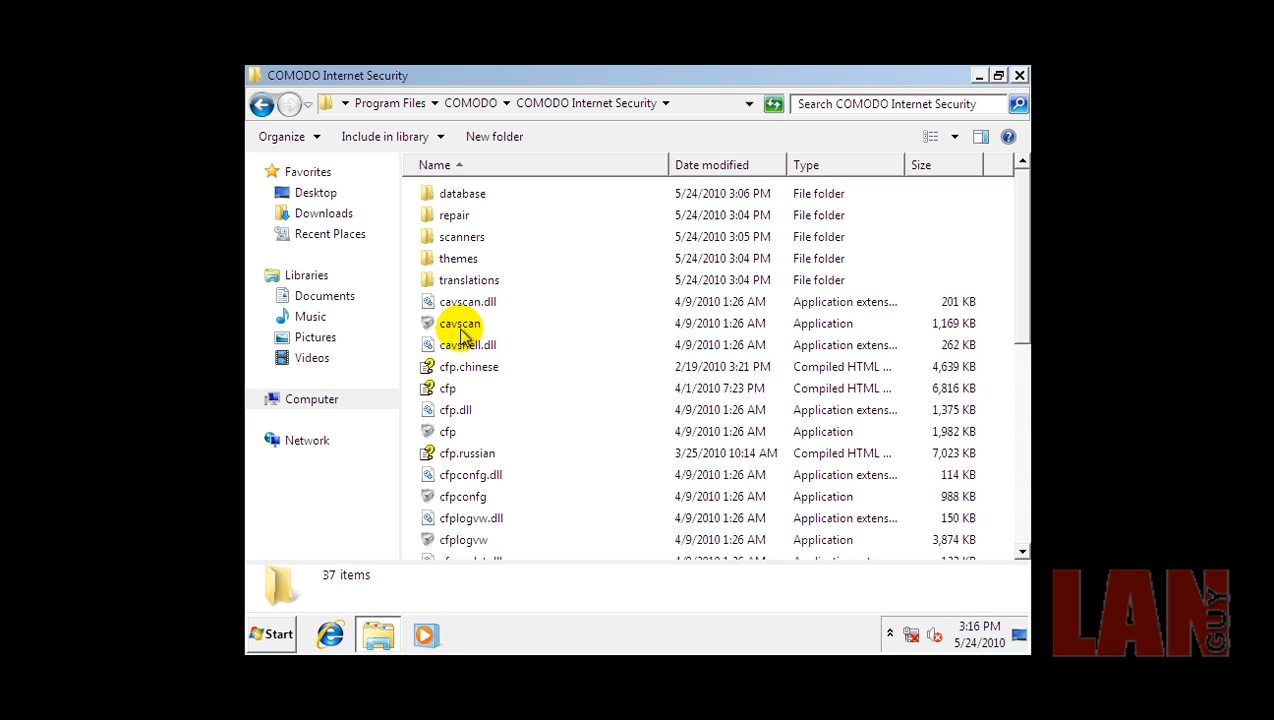 COMODO Internet Security
Program Files COMODO COMODO Internet Security Search COMODO Internet Security
Organize Include in library New folder
Favorites
Desktop
Downloads
Recent Places
Libraries
Documents
Music
Pictures
Videos
Computer
Network
Name Date modified Type Size
database 5/24/2010 3:06 PM File folder
repair 5/24/2010 3:04 PM File folder
scanners 5/24/2010 3:05 PM File folder
themes 5/24/2010 3:04 PM File folder
translations 5/24/2010 3:04 PM File folder
cavscan.dll 4/9/2010 1:26 AM Application extens... 201 KB
cavscan 4/9/2010 1:26 AM Application 1,169 KB
cavshell.dll 4/9/2010 1:26 AM Application extens... 262 KB
cfp.chinese 2/19/2010 3:21 PM Compiled HTML ... 4,639 KB
cfp 4/1/2010 7:23 PM Compiled HTML ... 6,816 KB
cfp.dll 4/9/2010 1:26 AM Application extens... 1,375 KB
cfp 4/9/2010 1:26 AM Application 1,982 KB
cfp.russian 3/25/2010 10:14 AM Compiled HTML ... 7,023 KB
cfpconfg.dll 4/9/2010 1:26 AM Application extens... 114 KB
cfpconfg 4/9/2010 1:26 AM Application 988 KB
cfplogvw.dll 4/9/2010 1:26 AM Application extens... 150 KB
cfplogvw 4/9/2010 1:26 AM Application 3,874 KB
37 items
Start
3:16 PM
5/24/2010
LAN GUY